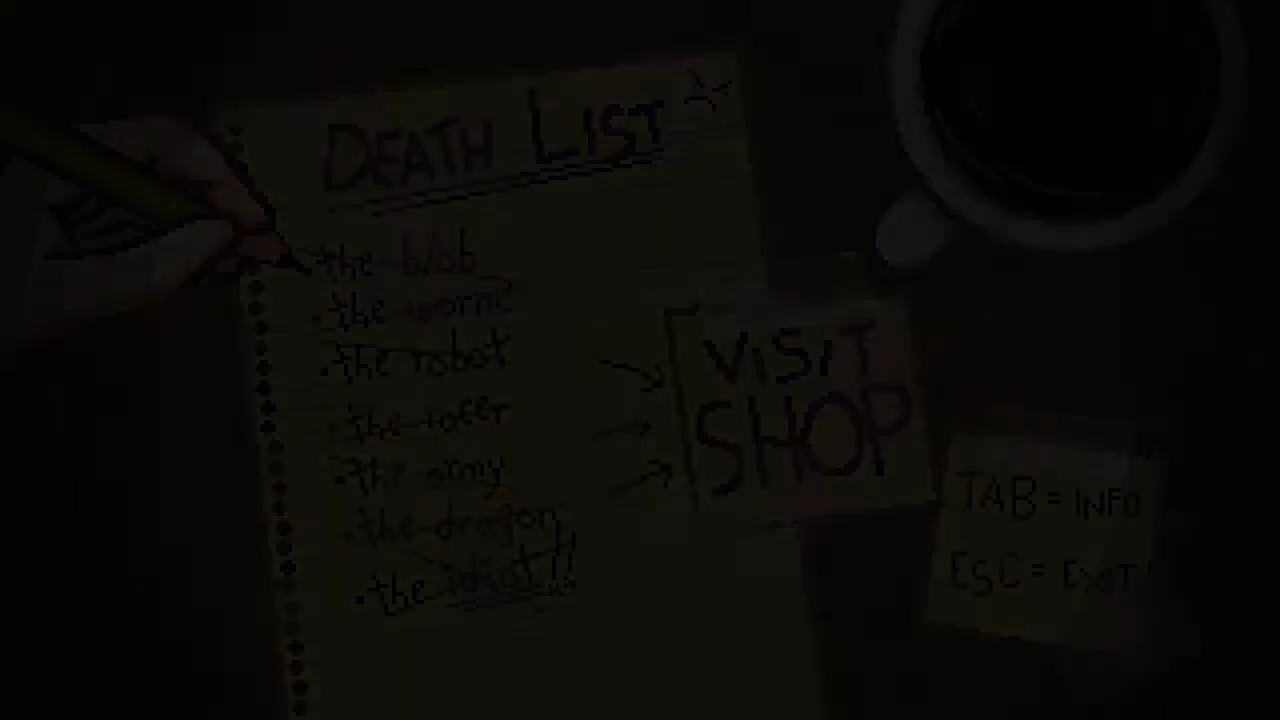 DEATH LIST
the blob
the worm
the robot
the
the army
the dragon
the idiot!!
VISIT
SHOP
TAB = INFO
ESC = EXIT